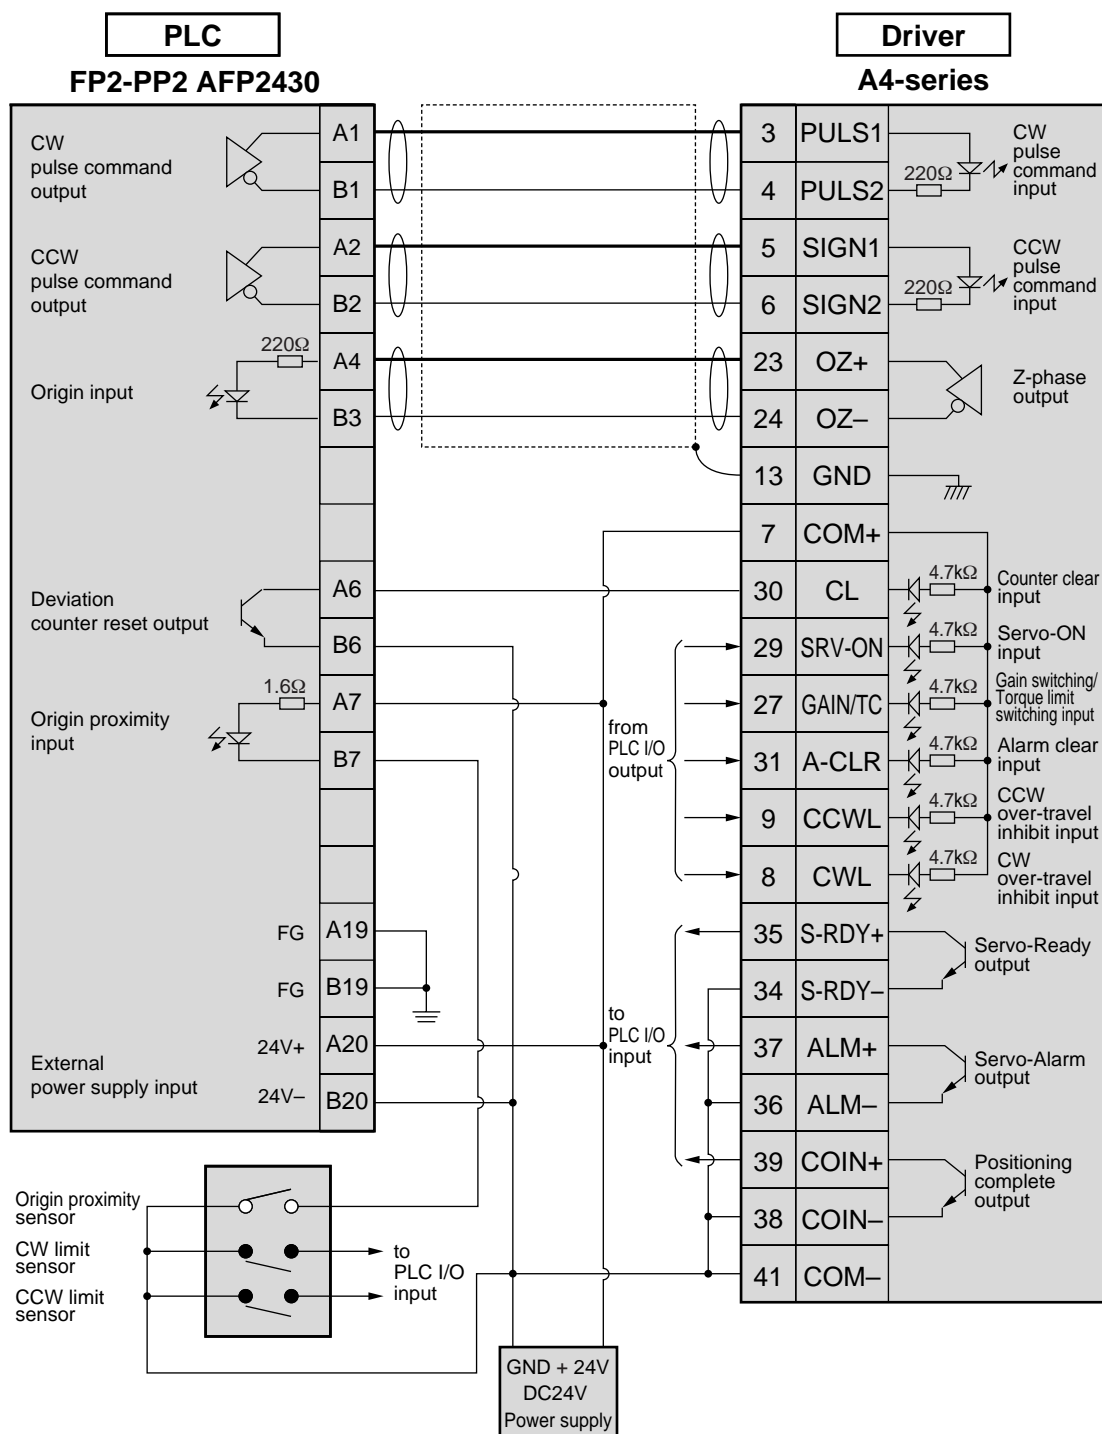 PLC
FP2-PP2 AFP2430
Driver
A4-series
CW
pulse command
output
A1
B1
CCW
pulse command
output
A2
B2
220Ω
Origin input
A4
B3
Deviation
counter reset output
A6
B6
1.6Ω
Origin proximity
input
A7
B7
FG
A19
FG
B19
External
power supply input
24V+
A20
24V–
B20
3 PULS1
4 PULS2
220Ω
CW
pulse
command
input
5 SIGN1
6 SIGN2
220Ω
CCW
pulse
command
input
23 OZ+
24 OZ–
Z-phase
output
13 GND
7 COM+
30 CL
4.7kΩ
Counter clear
input
29 SRV-ON
4.7kΩ
Servo-ON
input
27 GAIN/TC
4.7kΩ
Gain switching/
Torque limit
switching input
31 A-CLR
4.7kΩ
Alarm clear
input
9 CCWL
4.7kΩ
CCW
over-travel
inhibit input
8 CWL
4.7kΩ
CW
over-travel
inhibit input
from
PLC I/O
output
35 S-RDY+
34 S-RDY–
Servo-Ready
output
37 ALM+
36 ALM–
Servo-Alarm
output
39 COIN+
38 COIN–
Positioning
complete
output
41 COM–
to
PLC I/O
input
Origin proximity
sensor
CW limit
sensor
CCW limit
sensor
to
PLC I/O
input
GND + 24V
DC24V
Power supply